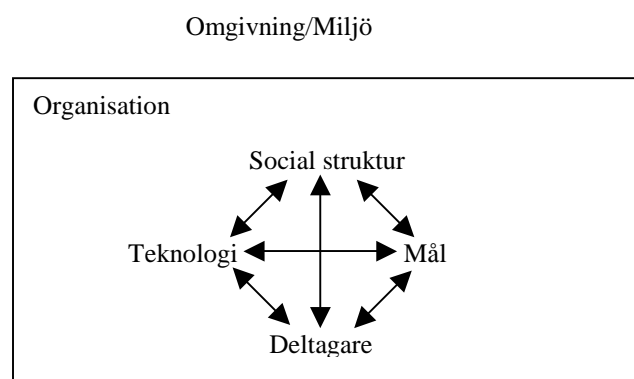 Omgivning/Miljö
Organisation
Social struktur
Teknologi Mål
Deltagare